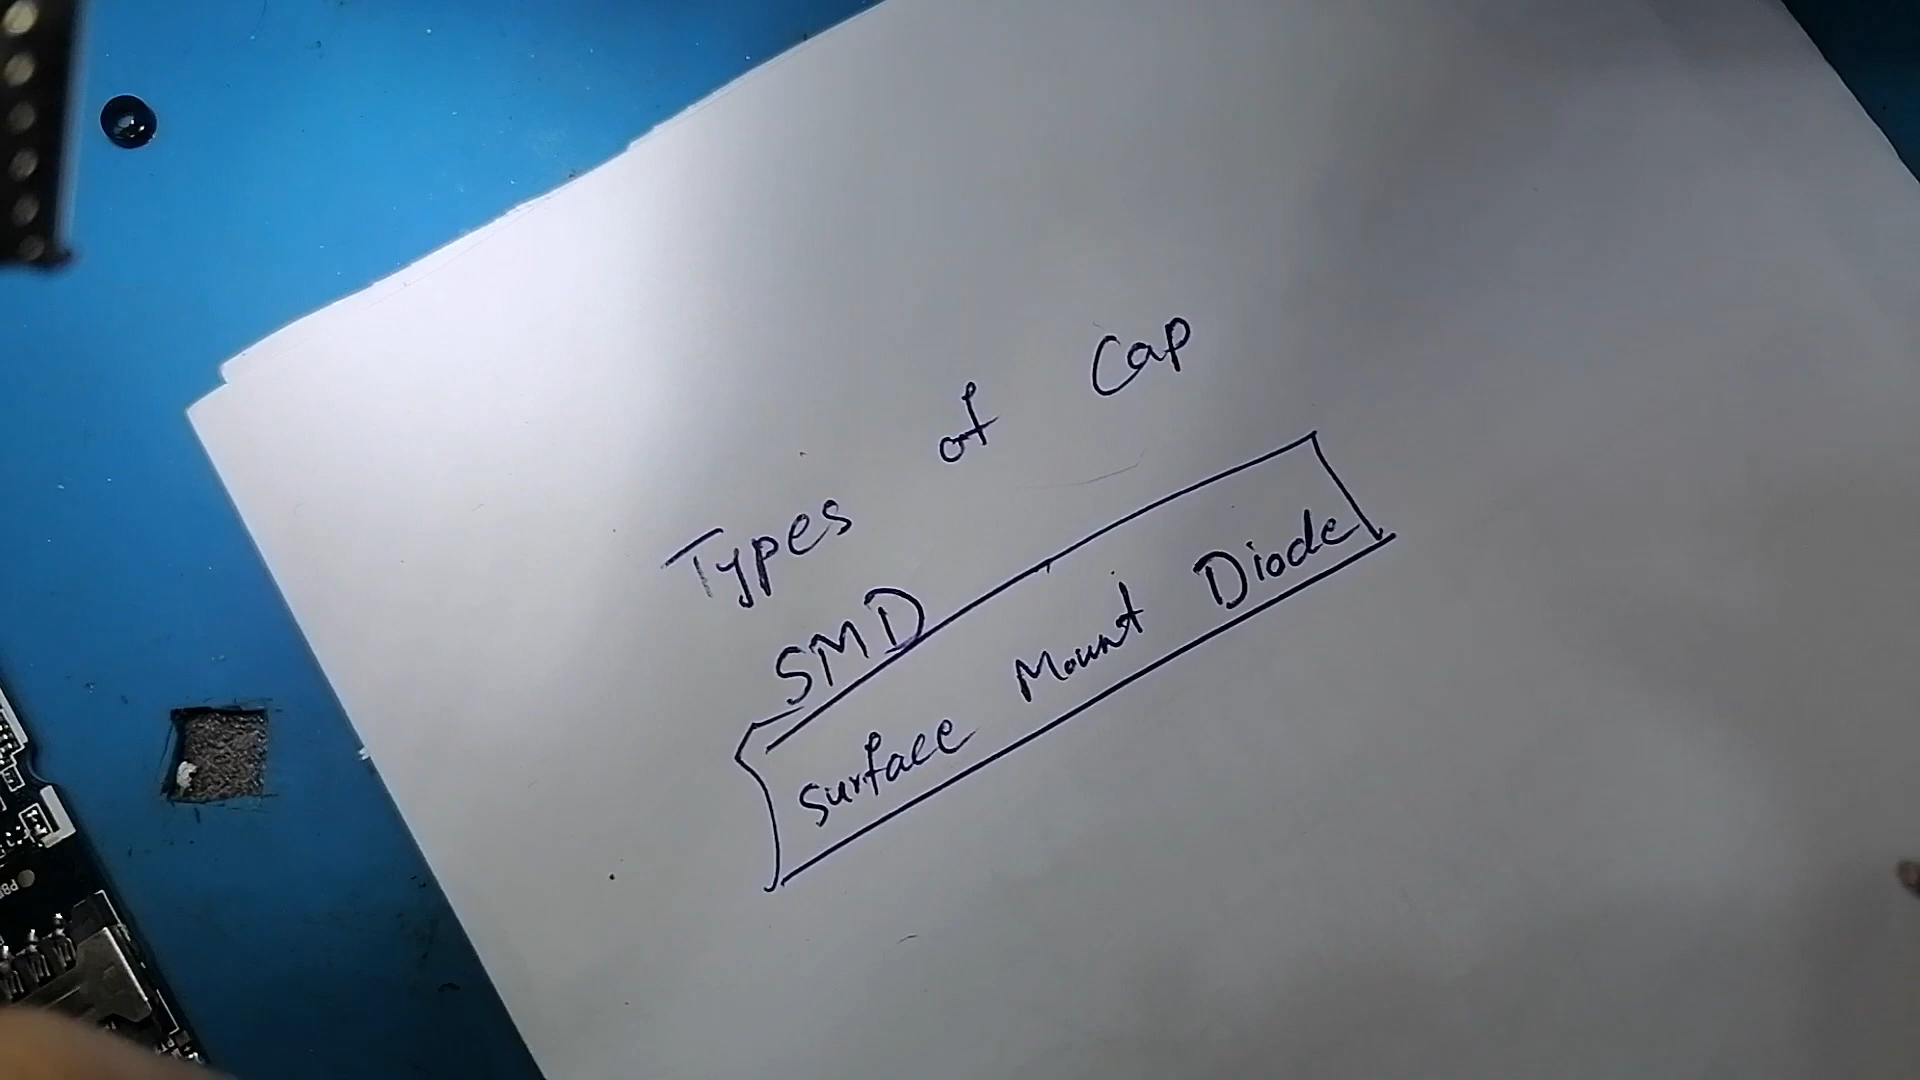 Types of Cap
SMD
Surface Mount Diode